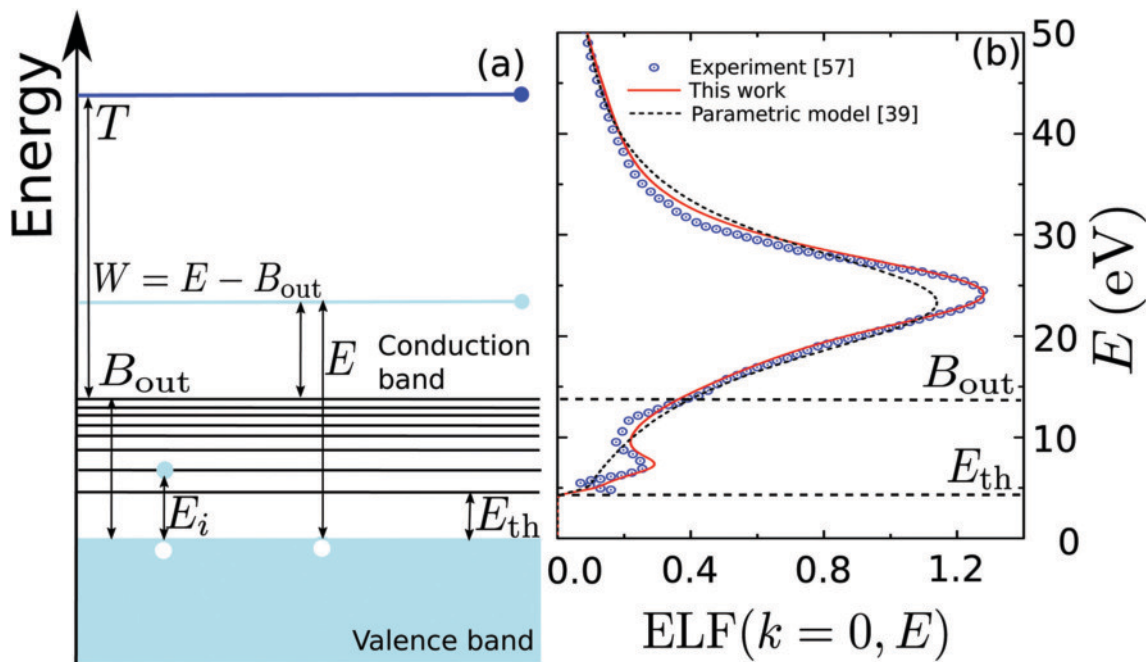 Energy
(a)
T
W = E − B_out
E
Conduction
band
B_out
E_i
E_th
Valence band
(b)
Experiment [57]
This work
Parametric model [39]
B_out
E_th
50
40
30
20
10
0
E (eV)
0.0 0.4 0.8 1.2
ELF(k = 0, E)